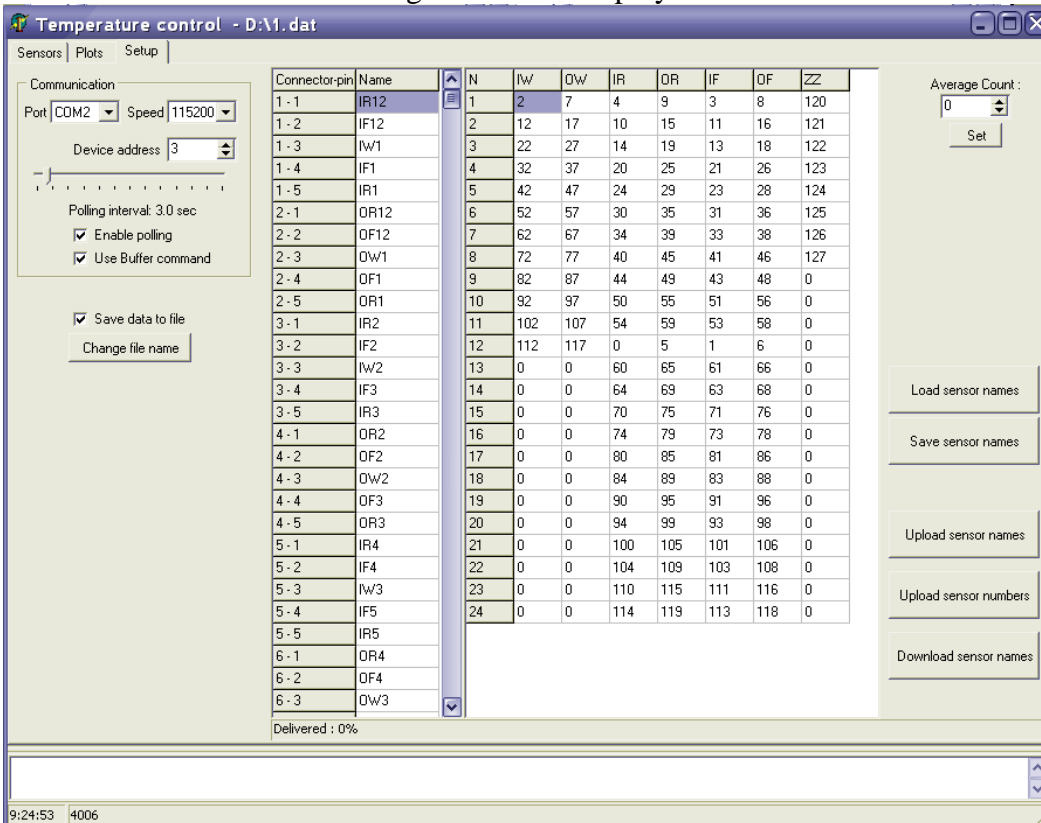 Temperature control - D:\1.dat
Sensors Plots Setup
Communication
Port COM2 Speed 115200
Device address 3
Polling interval: 3.0 sec
Enable polling
Use Buffer command
Save data to file
Change file name
Connector-pin Name
1 - 1 IR12
1 - 2 IF12
1 - 3 IW1
1 - 4 IF1
1 - 5 IR1
2 - 1 OR12
2 - 2 OF12
2 - 3 OW1
2 - 4 OF1
2 - 5 OR1
3 - 1 IR2
3 - 2 IF2
3 - 3 IW2
3 - 4 IF3
3 - 5 IR3
4 - 1 OR2
4 - 2 OF2
4 - 3 OW2
4 - 4 OF3
4 - 5 OR3
5 - 1 IR4
5 - 2 IF4
5 - 3 IW3
5 - 4 IF5
5 - 5 IR5
6 - 1 OR4
6 - 2 OF4
6 - 3 OW3
N IW OW IR OR IF OF ZZ
1 2 7 4 9 3 8 120
2 12 17 10 15 11 16 121
3 22 27 14 19 13 18 122
4 32 37 20 25 21 26 123
5 42 47 24 29 23 28 124
6 52 57 30 35 31 36 125
7 62 67 34 39 33 38 126
8 72 77 40 45 41 46 127
9 82 87 44 49 43 48 0
10 92 97 50 55 51 56 0
11 102 107 54 59 53 58 0
12 112 117 0 5 1 6 0
13 0 0 60 65 61 66 0
14 0 0 64 69 63 68 0
15 0 0 70 75 71 76 0
16 0 0 74 79 73 78 0
17 0 0 80 85 81 86 0
18 0 0 84 89 83 88 0
19 0 0 90 95 91 96 0
20 0 0 94 99 93 98 0
21 0 0 100 105 101 106 0
22 0 0 104 109 103 108 0
23 0 0 110 115 111 116 0
24 0 0 114 119 113 118 0
Average Count :
0
Set
Load sensor names
Save sensor names
Upload sensor names
Upload sensor numbers
Download sensor names
Delivered : 0%
9:24:53 4006